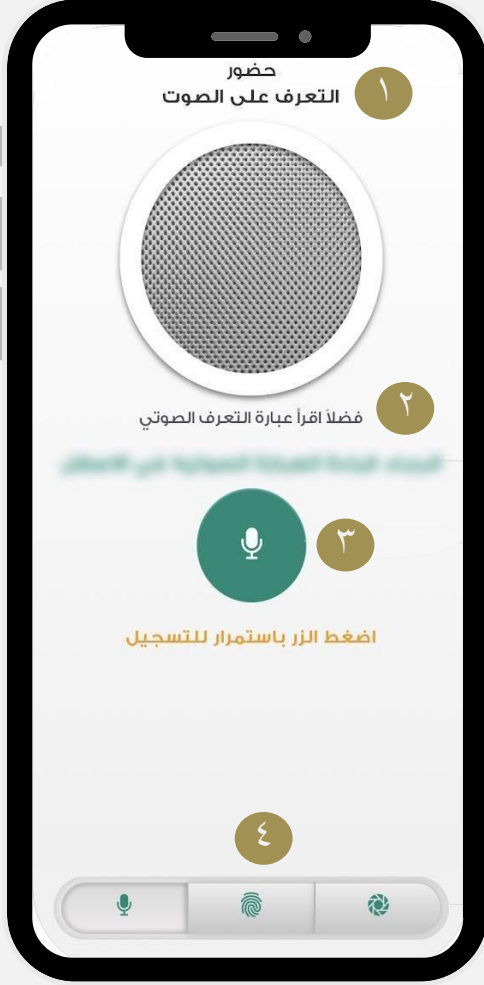 حضور
التعرف على الصوت
١
٢
فضلاً اقرأ عبارة التعرف الصوتي
٣
اضغط الزر باستمرار للتسجيل
٤